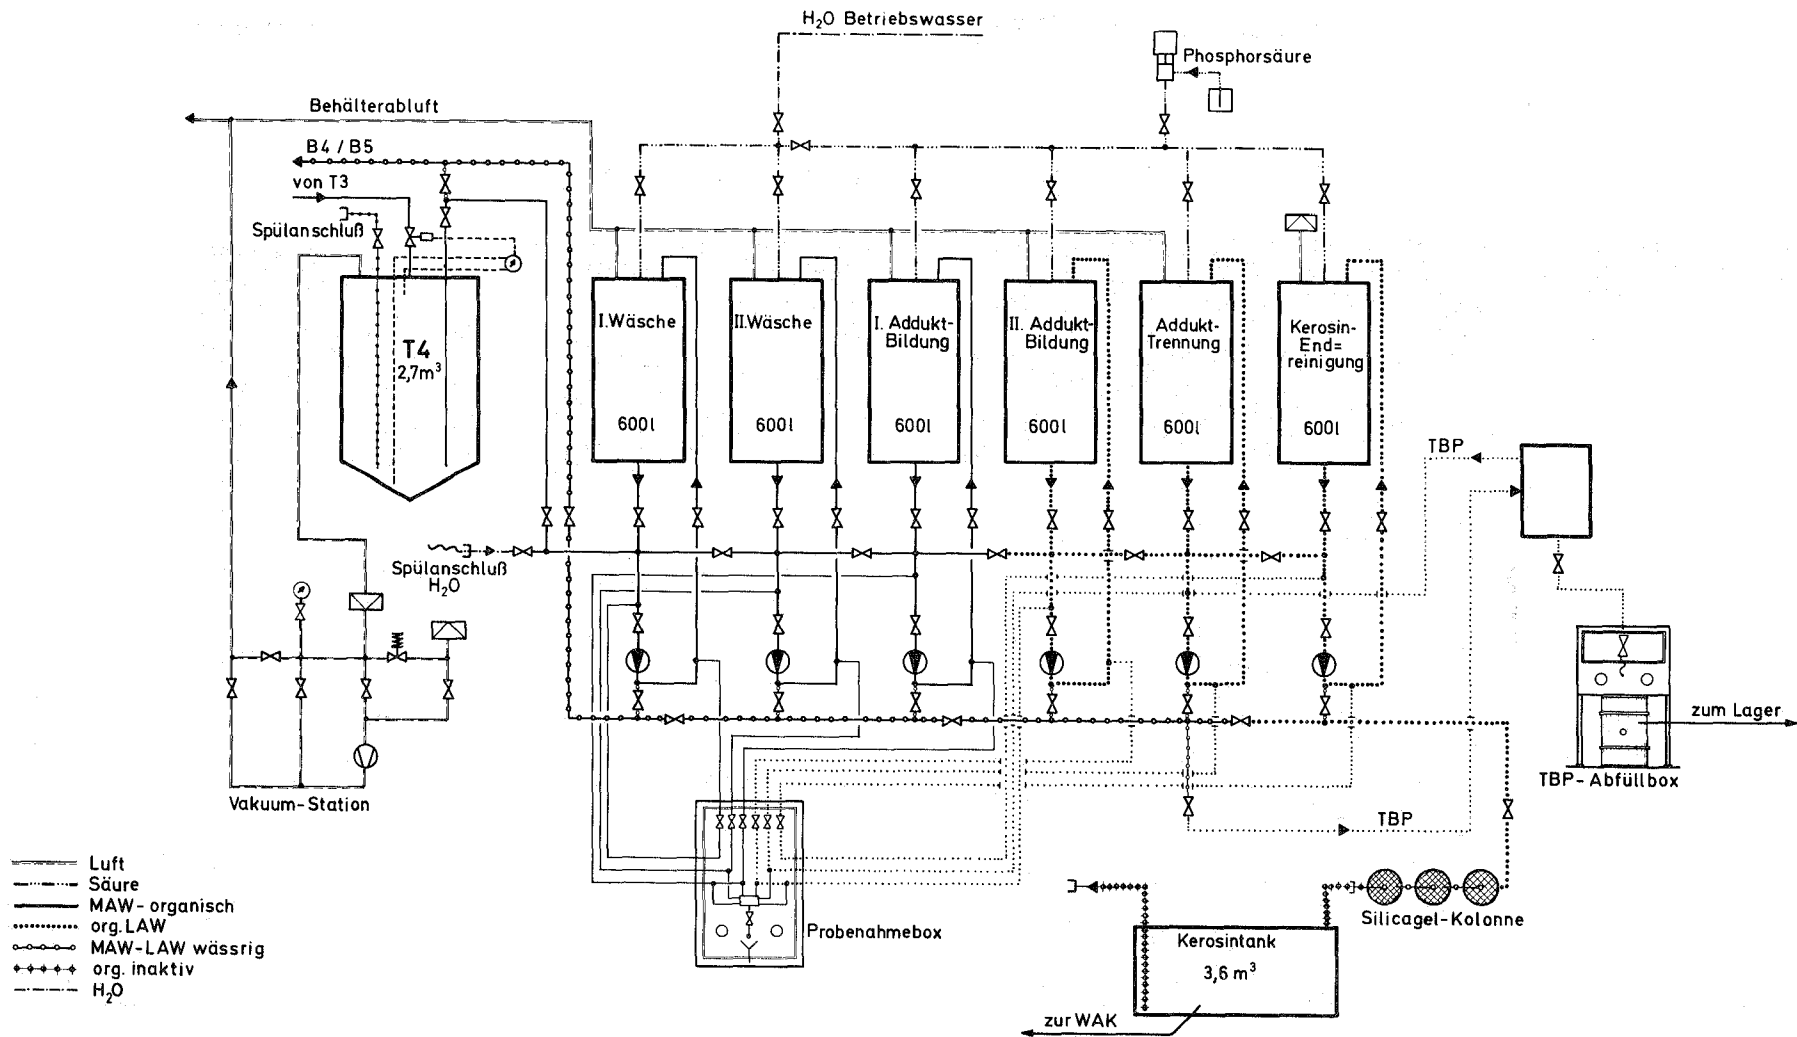 H₂O Betriebswasser
Phosphorsäure
Behälterabluft
B4 / B5
von T3
Spülanschluß
T4
2,7m³
I.Wäsche
600l
II.Wäsche
600l
I. Addukt-
Bildung
600l
II. Addukt-
Bildung
600l
Addukt-
Trennung
600l
Kerosin-
End=
reinigung
600l
TBP
Spülanschluß
H₂O
Vakuum-Station
zum Lager
TBP-Abfüllbox
TBP
Luft
Säure
MAW-organisch
org. LAW
MAW-LAW wässrig
org. inaktiv
H₂O
Probenahmebox
Silicagel-Kolonne
Kerosintank
3,6 m³
zur WAK